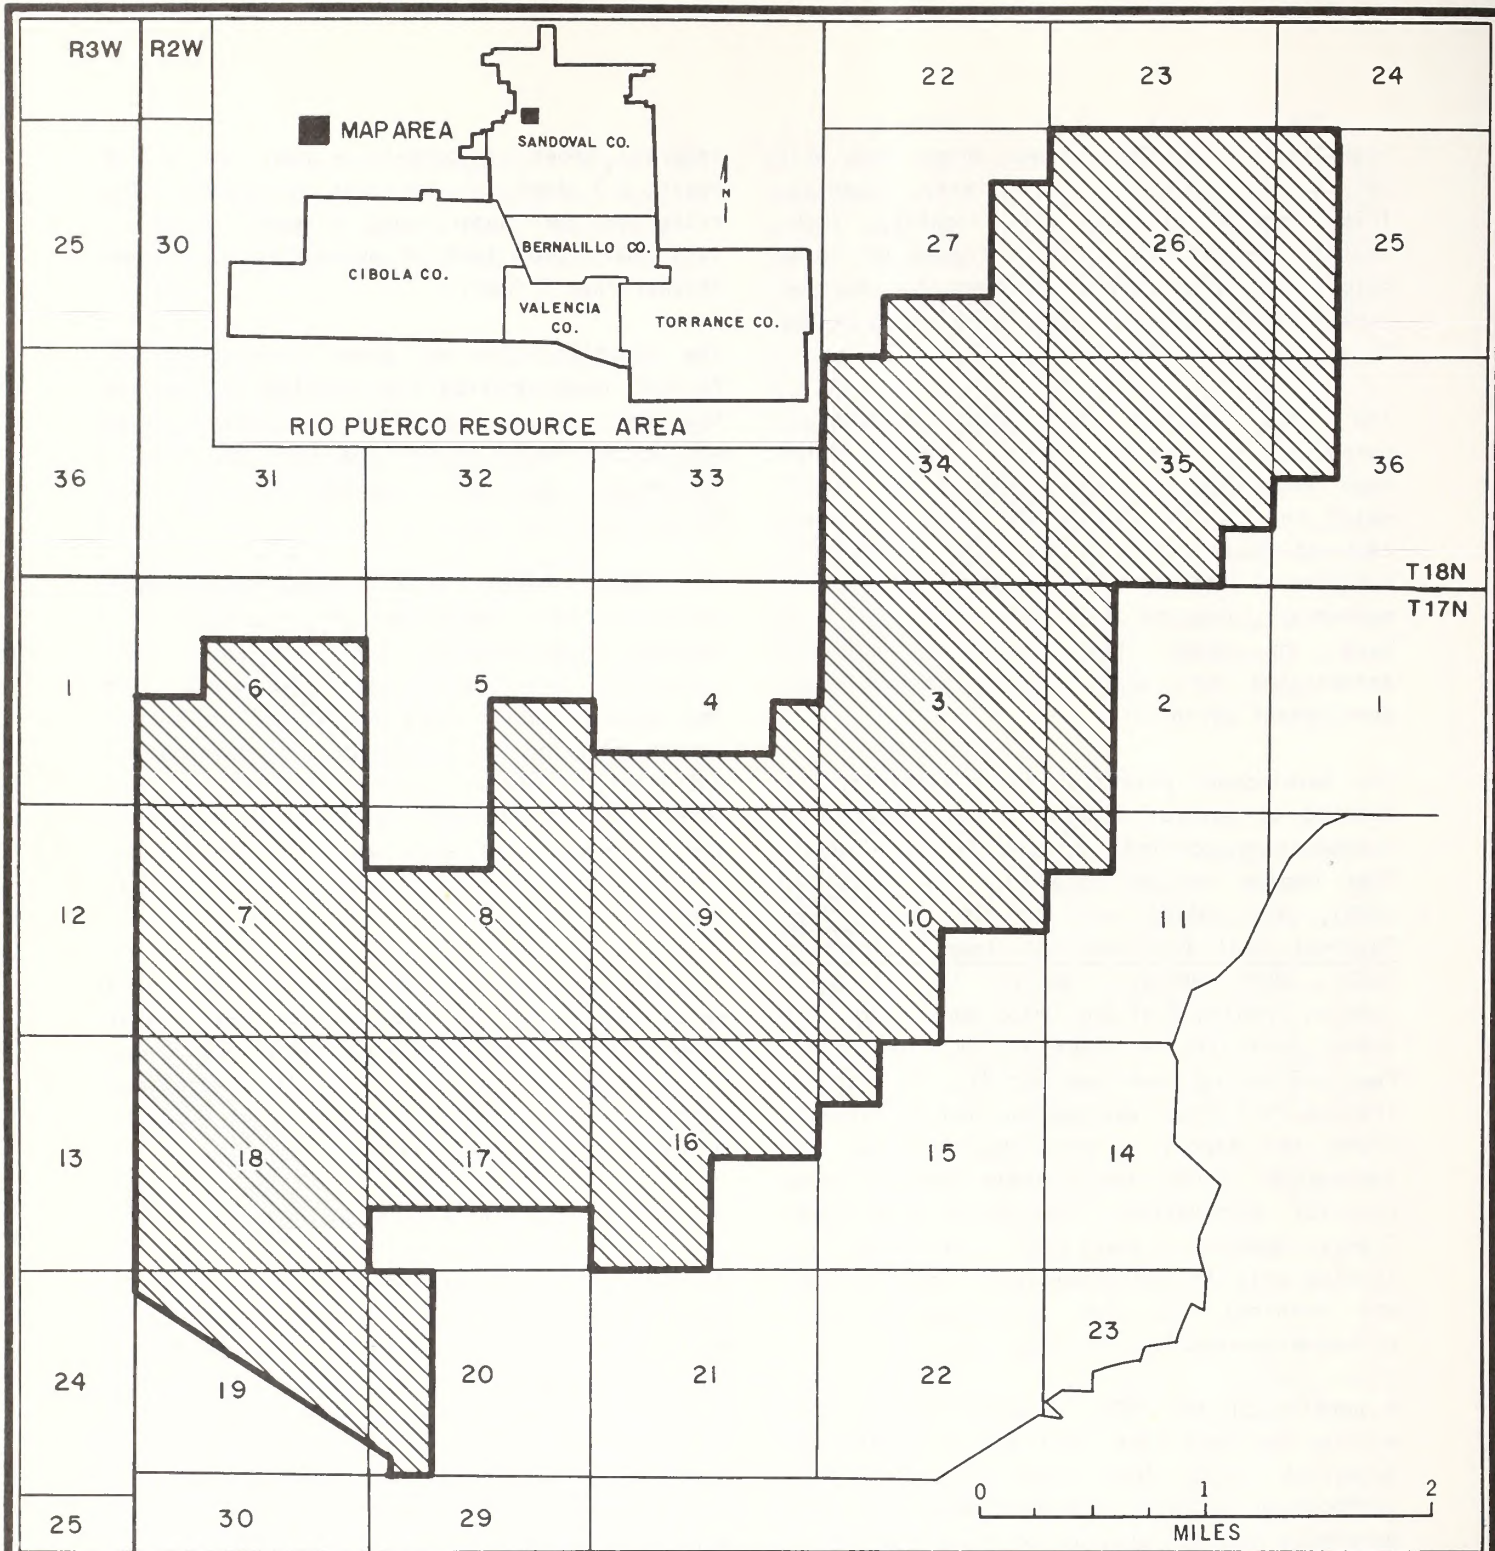 R3W R2W
22 23 24
MAP AREA
SANDOVAL CO.
N
25 30
BERNALILLO CO.
27 26 25
CIBOLA CO.
VALENCIA
CO.
TORRANCE CO.
RIO PUERCO RESOURCE AREA
36 31 32 33 34 35 36
T18N
T17N
1 6 5 4 3 2 1
12 7 8 9 10 11
13 18 17 16 15 14
24 19 20 21 22 23
25 30 29
0 1 2
MILES